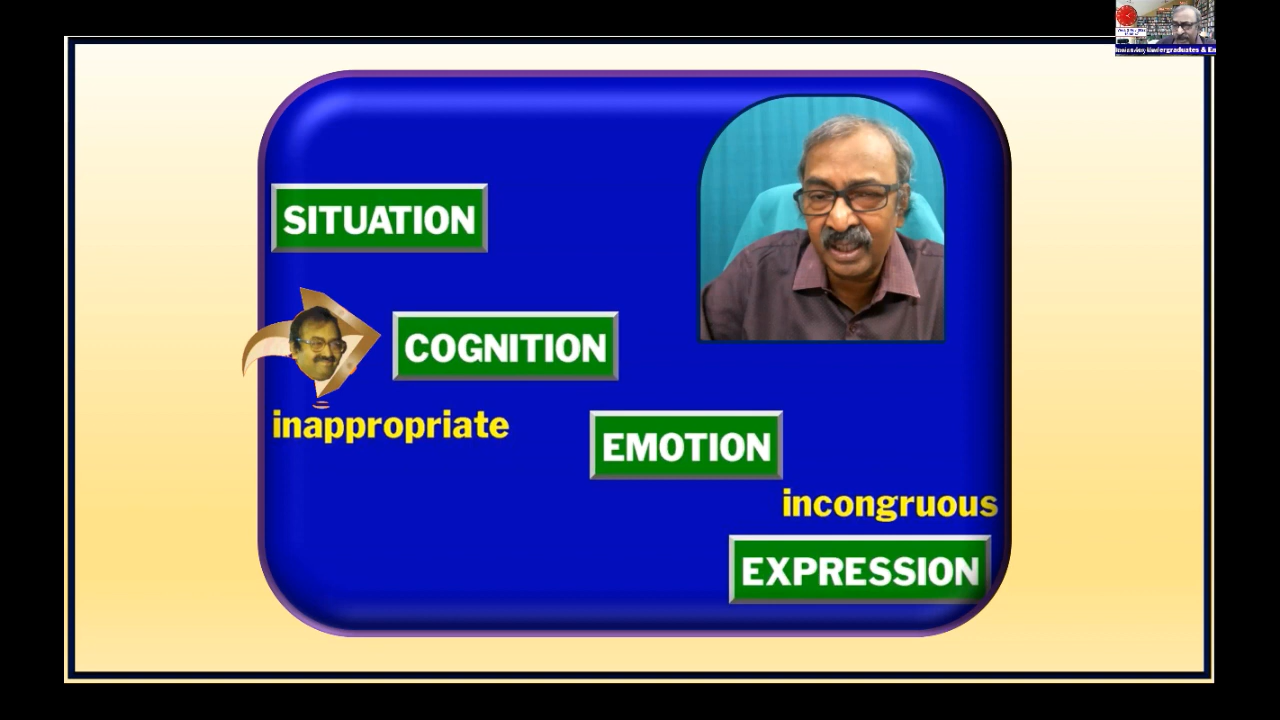 SITUATION
COGNITION
inappropriate
EMOTION
incongruous
EXPRESSION